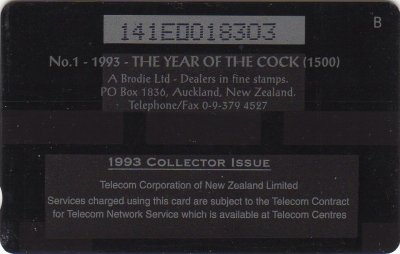 141EQ018303
B
No.1 - 1993 - THE YEAR OF THE COCK (1500)
A Brodie Ltd - Dealers in fine stamps.
PO Box 1836, Auckland, New Zealand.
Telephone/Fax 0-9-379 4527
1993 COLLECTOR ISSUE
Telecom Corporation of New Zealand Limited
Services charged using this card are subject to the Telecom Contract
for Telecom Network Service which is available at Telecom Centres